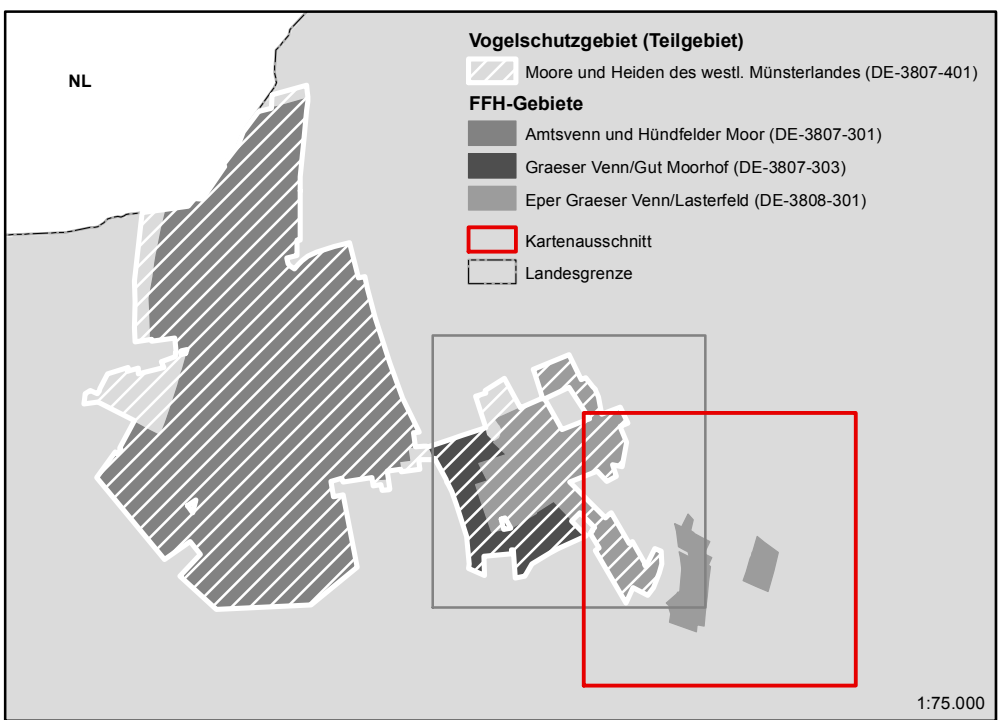 NL
Vogelschutzgebiet (Teilgebiet)
Moore und Heiden des westl. Münsterlandes (DE-3807-401)
FFH-Gebiete
Amtsvenn und Hündfelder Moor (DE-3807-301)
Graeser Venn/Gut Moorhof (DE-3807-303)
Eper Graeser Venn/Lasterfeld (DE-3808-301)
Kartenausschnitt
Landesgrenze
1:75.000